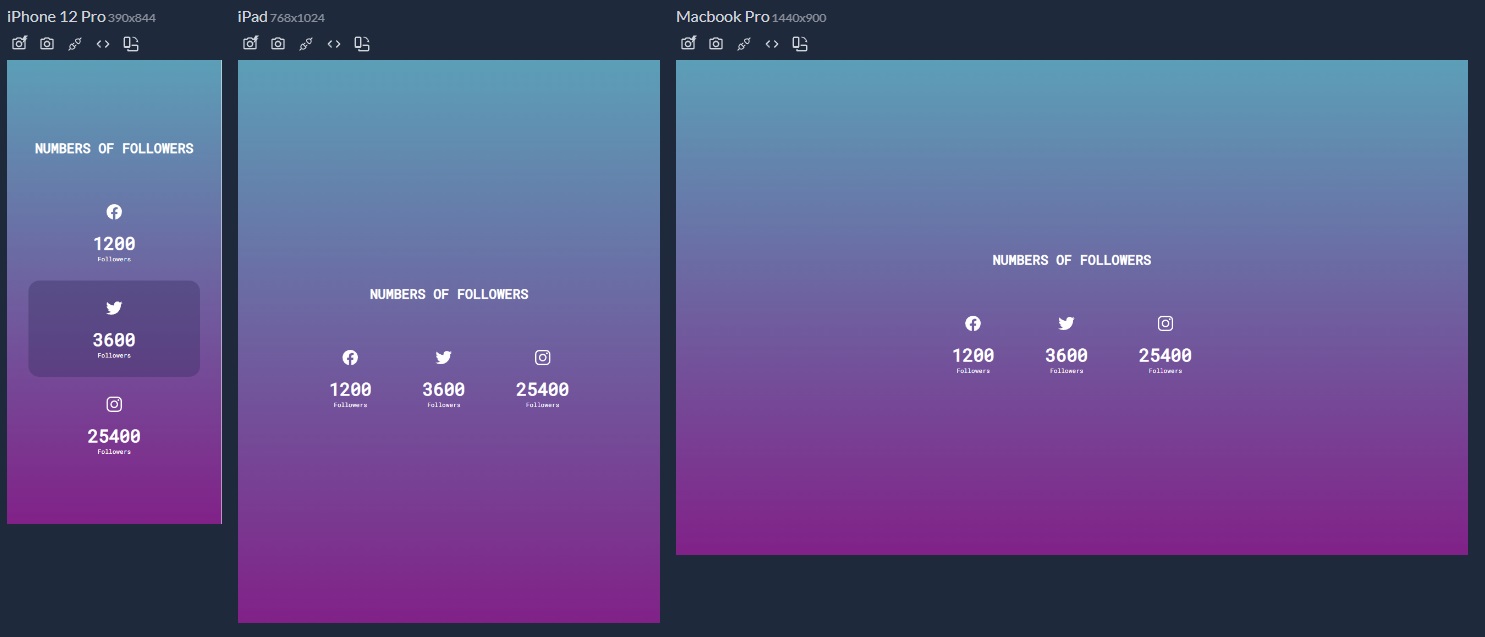 iPhone 12 Pro 390x844
NUMBERS OF FOLLOWERS
1200
Followers
3600
Followers
25400
Followers
iPad 768x1024
NUMBERS OF FOLLOWERS
1200 3600 25400
Followers Followers Followers
Macbook Pro 1440x900
NUMBERS OF FOLLOWERS
1200 3600 25400
Followers Followers Followers